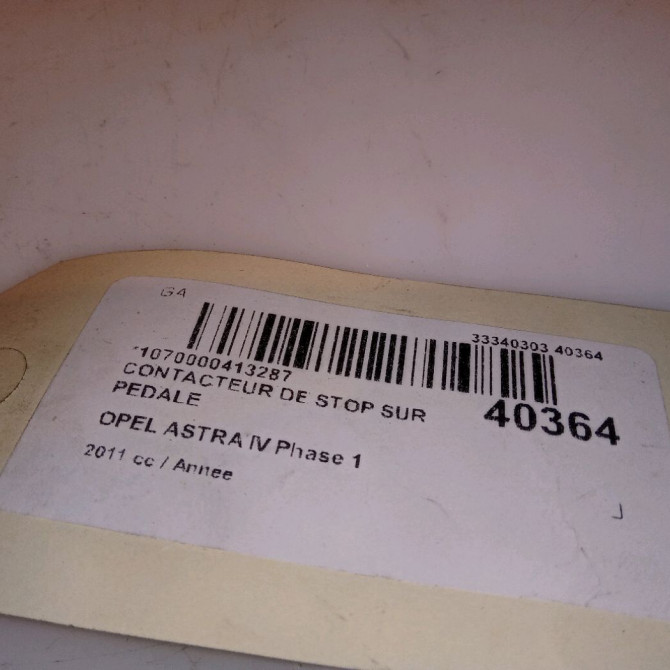 G4
33340303 40364
*1070000413287
CONTACTEUR DE STOP SUR
PEDALE
40364
OPEL ASTRA IV Phase 1
2011 cc / Annee